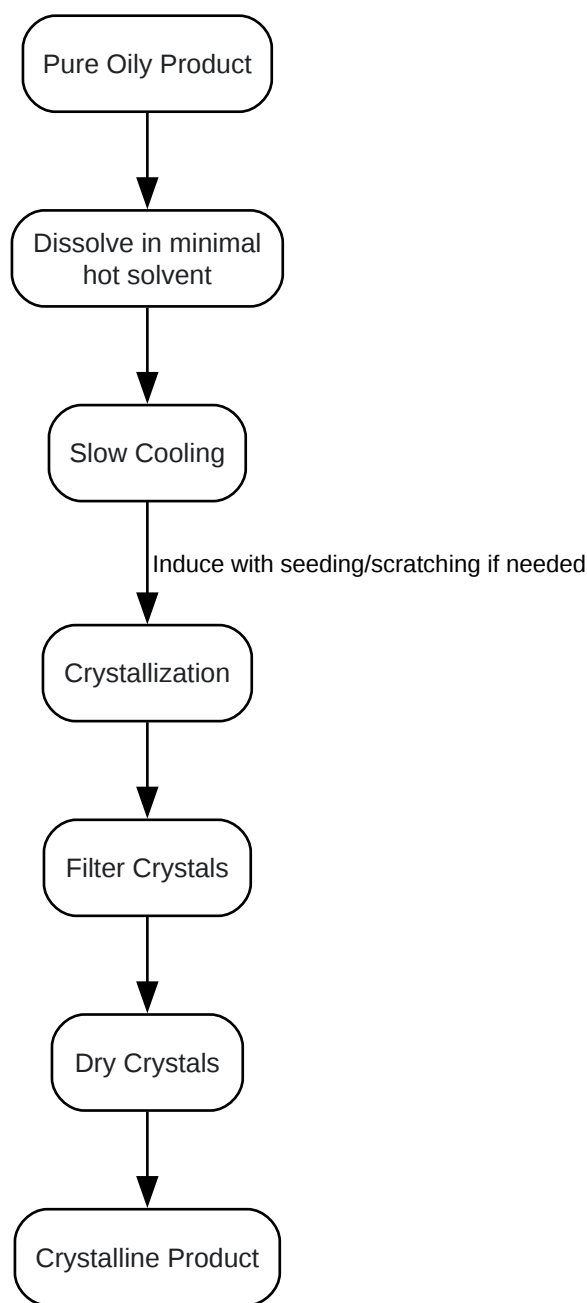 Pure Oily Product
Dissolve in minimal
hot solvent
Slow Cooling
Induce with seeding/scratching if needed
Crystallization
Filter Crystals
Dry Crystals
Crystalline Product